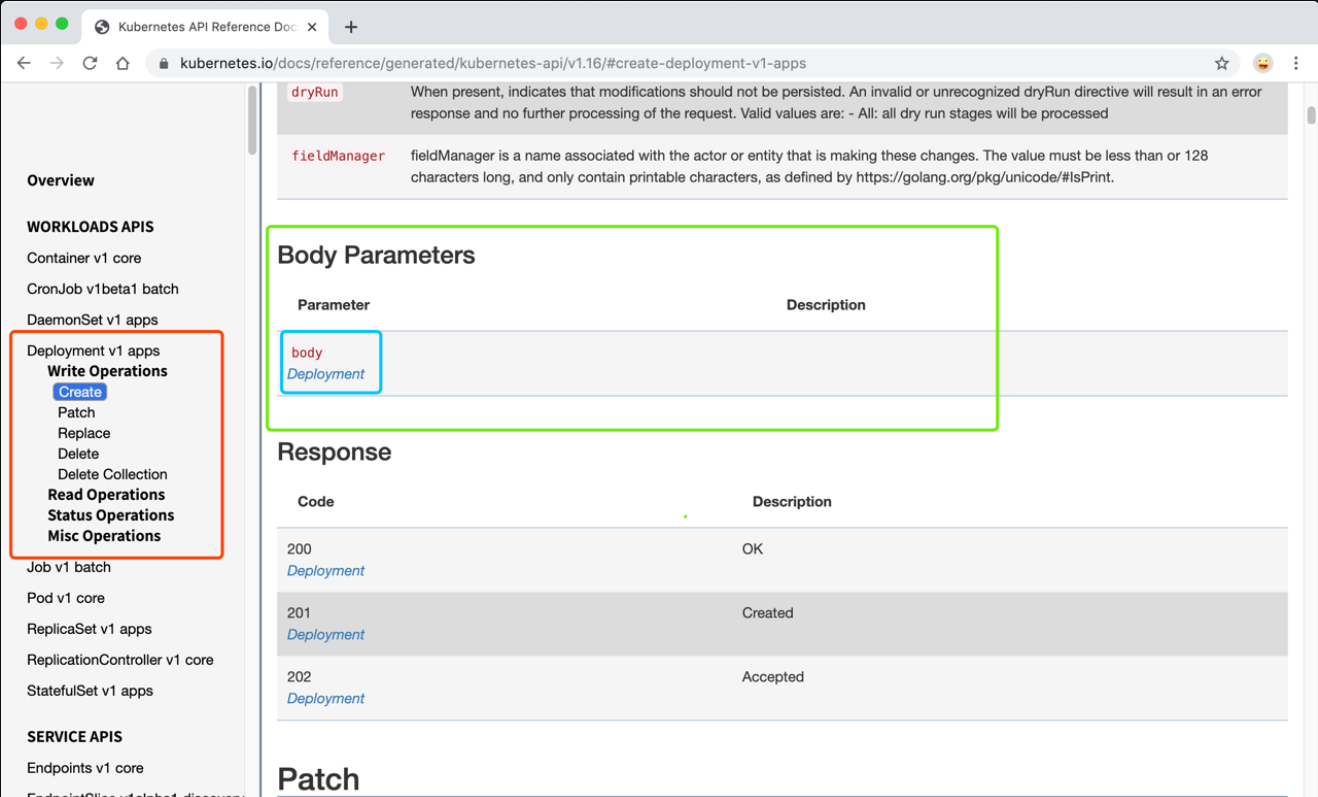 Kubernetes API Reference Doc
kubernetes.io/docs/reference/generated/kubernetes-api/v1.16/#create-deployment-v1-apps
Overview
WORKLOADS APIS
Container v1 core
CronJob v1beta1 batch
DaemonSet v1 apps
Deployment v1 apps
Write Operations
Create
Patch
Replace
Delete
Delete Collection
Read Operations
Status Operations
Misc Operations
Job v1 batch
Pod v1 core
ReplicaSet v1 apps
ReplicationController v1 core
StatefulSet v1 apps
SERVICE APIS
Endpoints v1 core
dryRun When present, indicates that modifications should not be persisted. An invalid or unrecognized dryRun directive will result in an error
response and no further processing of the request. Valid values are: - All: all dry run stages will be processed
fieldManager fieldManager is a name associated with the actor or entity that is making these changes. The value must be less than or 128
characters long, and only contain printable characters, as defined by https://golang.org/pkg/unicode/#IsPrint.
Body Parameters
Parameter Description
body
Deployment
Response
Code Description
200 OK
Deployment
201 Created
Deployment
202 Accepted
Deployment
Patch